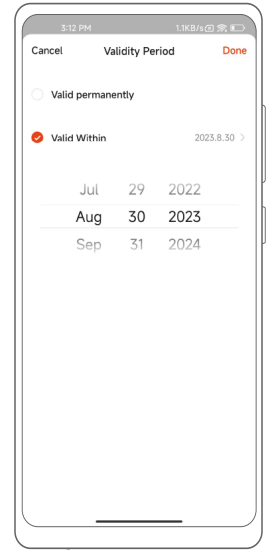 3:12 PM 1.1KB/s
Cancel Validity Period Done
Valid permanently
Valid Within 2023.8.30
Jul 29 2022
Aug 30 2023
Sep 31 2024